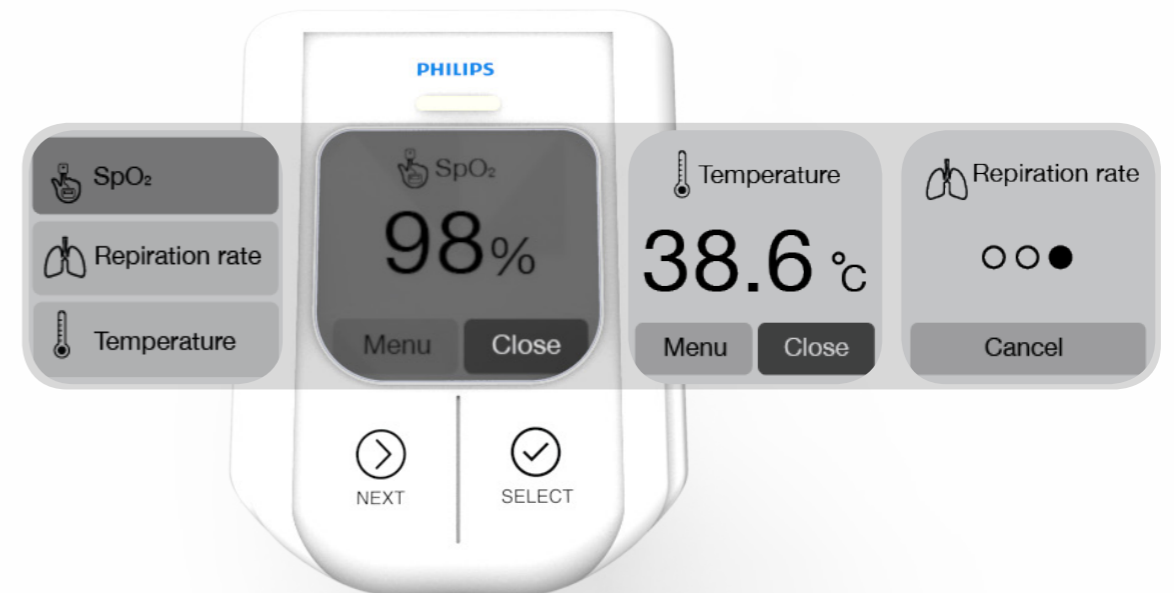 PHILIPS
SpO₂
Repiration rate
Temperature
SpO₂
98%
Menu Close
Temperature
38.6 °C
Menu Close
Repiration rate
Cancel
NEXT
SELECT